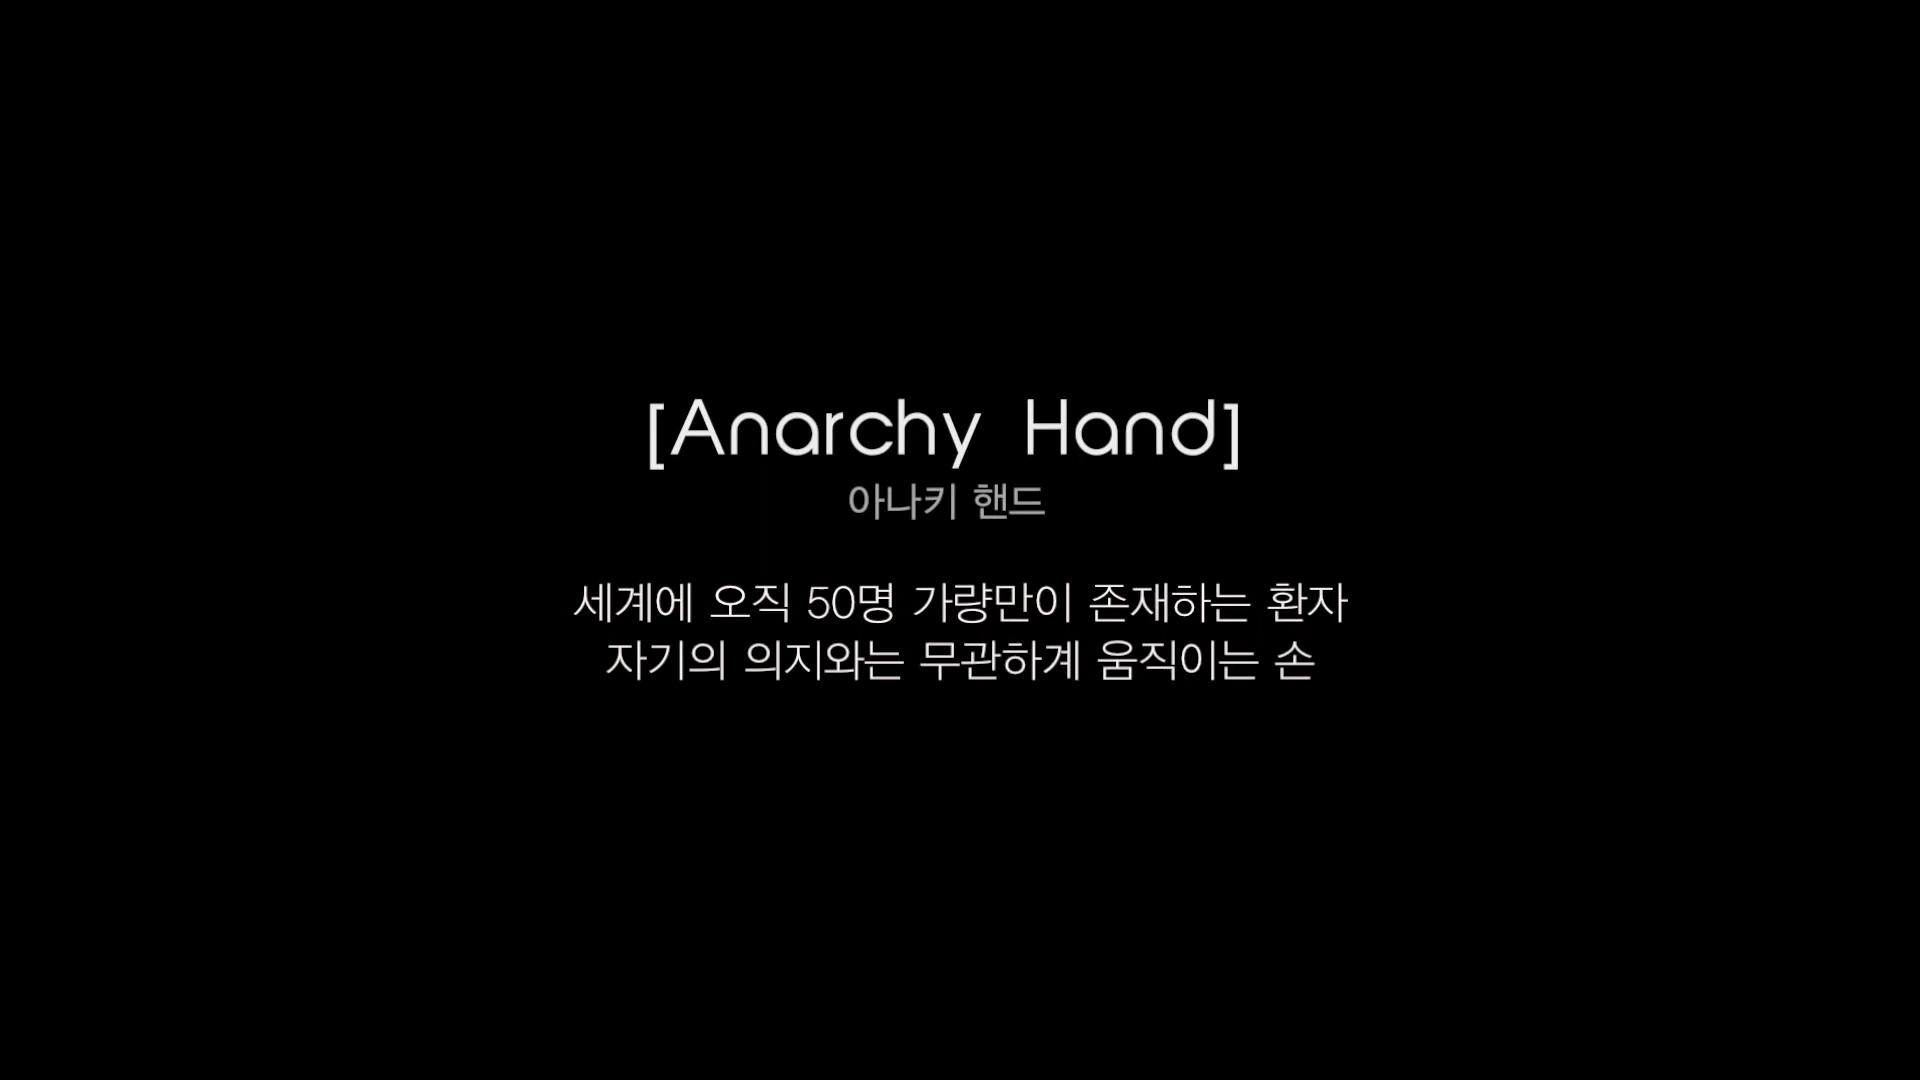 [Anarchy Hand]
아나키 핸드
세계에 오직 50명 가량만이 존재하는 환자
자기의 의지와는 무관하계 움직이는 손